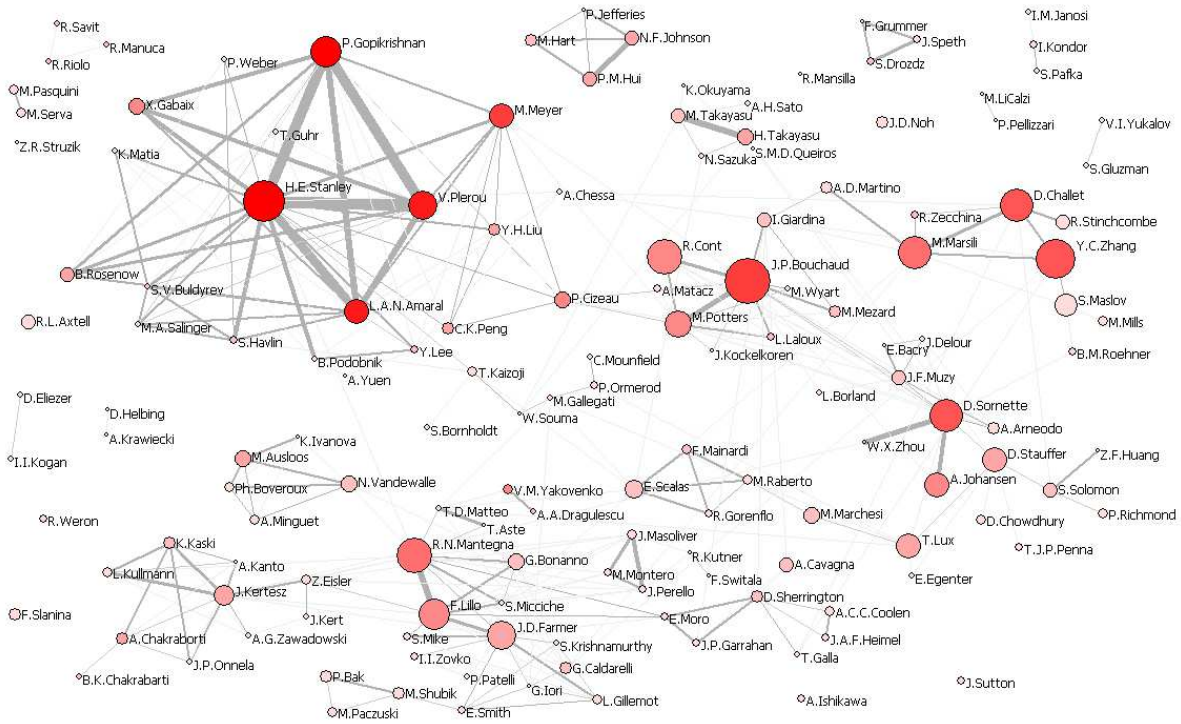 R.Savit
R.Manuca
R.Riolo
M.Pasquini
M.Serva
Z.R.Struzik
P.Gopikrishnan
P.Weber
X.Gabaix
T.Guhr
K.Matia
M.Meyer
H.E.Stanley
V.Plerou
Y.H.Liu
B.Rosenow
S.V.Buldyrev
M.A.Salinger
S.Havlin
L.A.N.Amaral
C.K.Peng
P.Cizeau
Y.Lee
B.Podobnik
A.Yuen
R.L.Axtell
P.Jefferies
M.Hart
N.F.Johnson
P.M.Hui
F.Grummer
J.Speth
S.Drozdz
I.M.Janosi
I.Kondor
S.Pafka
R.Mansilla
K.Okuyama
A.H.Sato
M.Takayasu
H.Takayasu
N.Sazuka
S.M.D.Queiros
J.D.Noh
M.LiCalzi
P.Pellizzari
V.I.Yukalov
S.Gluzman
A.Chessa
A.D.Martino
D.Challet
R.Zecchina
R.Stinchcombe
I.Giardina
M.Marsili
Y.C.Zhang
R.Cont
J.P.Bouchaud
A.Matacz
M.Wyart
M.Mezard
S.Maslov
M.Mills
M.Potters
L.Laloux
J.Kockelkoren
B.M.Roehner
E.Bacry
J.Delour
J.F.Muzy
L.Borland
C.Mounfield
P.Ormerod
T.Kaizoji
M.Gallegati
W.Souma
S.Bornholdt
D.Eliezer
D.Helbing
A.Krawiecki
I.I.Kogan
D.Sornette
A.Arneodo
W.X.Zhou
D.Stauffer
Z.F.Huang
A.Johansen
S.Solomon
P.Richmond
K.Ivanova
M.Ausloos
Ph.Boveroux
N.Vandewalle
A.Minguet
F.Mainardi
E.Scalas
M.Raberto
R.Gorenflo
M.Marchesi
D.Chowdhury
T.Lux
T.J.P.Penna
V.M.Yakovenko
A.A.Dragulescu
T.D.Matteo
T.Aste
R.Weron
K.Kaski
L.Kullmann
A.Kanto
J.Kertesz
Z.Eisler
J.Kert
A.Chakraborti
A.G.Zawadowski
J.P.Onnela
B.K.Chakrabarti
F.Slanina
R.N.Mantegna
G.Bonanno
F.Lillo
S.Micciche
S.Mike
J.D.Farmer
I.I.Zovko
S.Krishnamurthy
G.Caldarelli
P.Patelli
G.Iori
L.Gillemot
E.Smith
P.Bak
M.Shubik
M.Paczuski
J.Masoliver
M.Montero
J.Perello
R.Kutner
F.Switala
A.Cavagna
E.Egenter
D.Sherrington
E.Moro
A.C.C.Coolen
J.P.Garrahan
J.A.F.Heimel
T.Galla
J.Sutton
A.Ishikawa